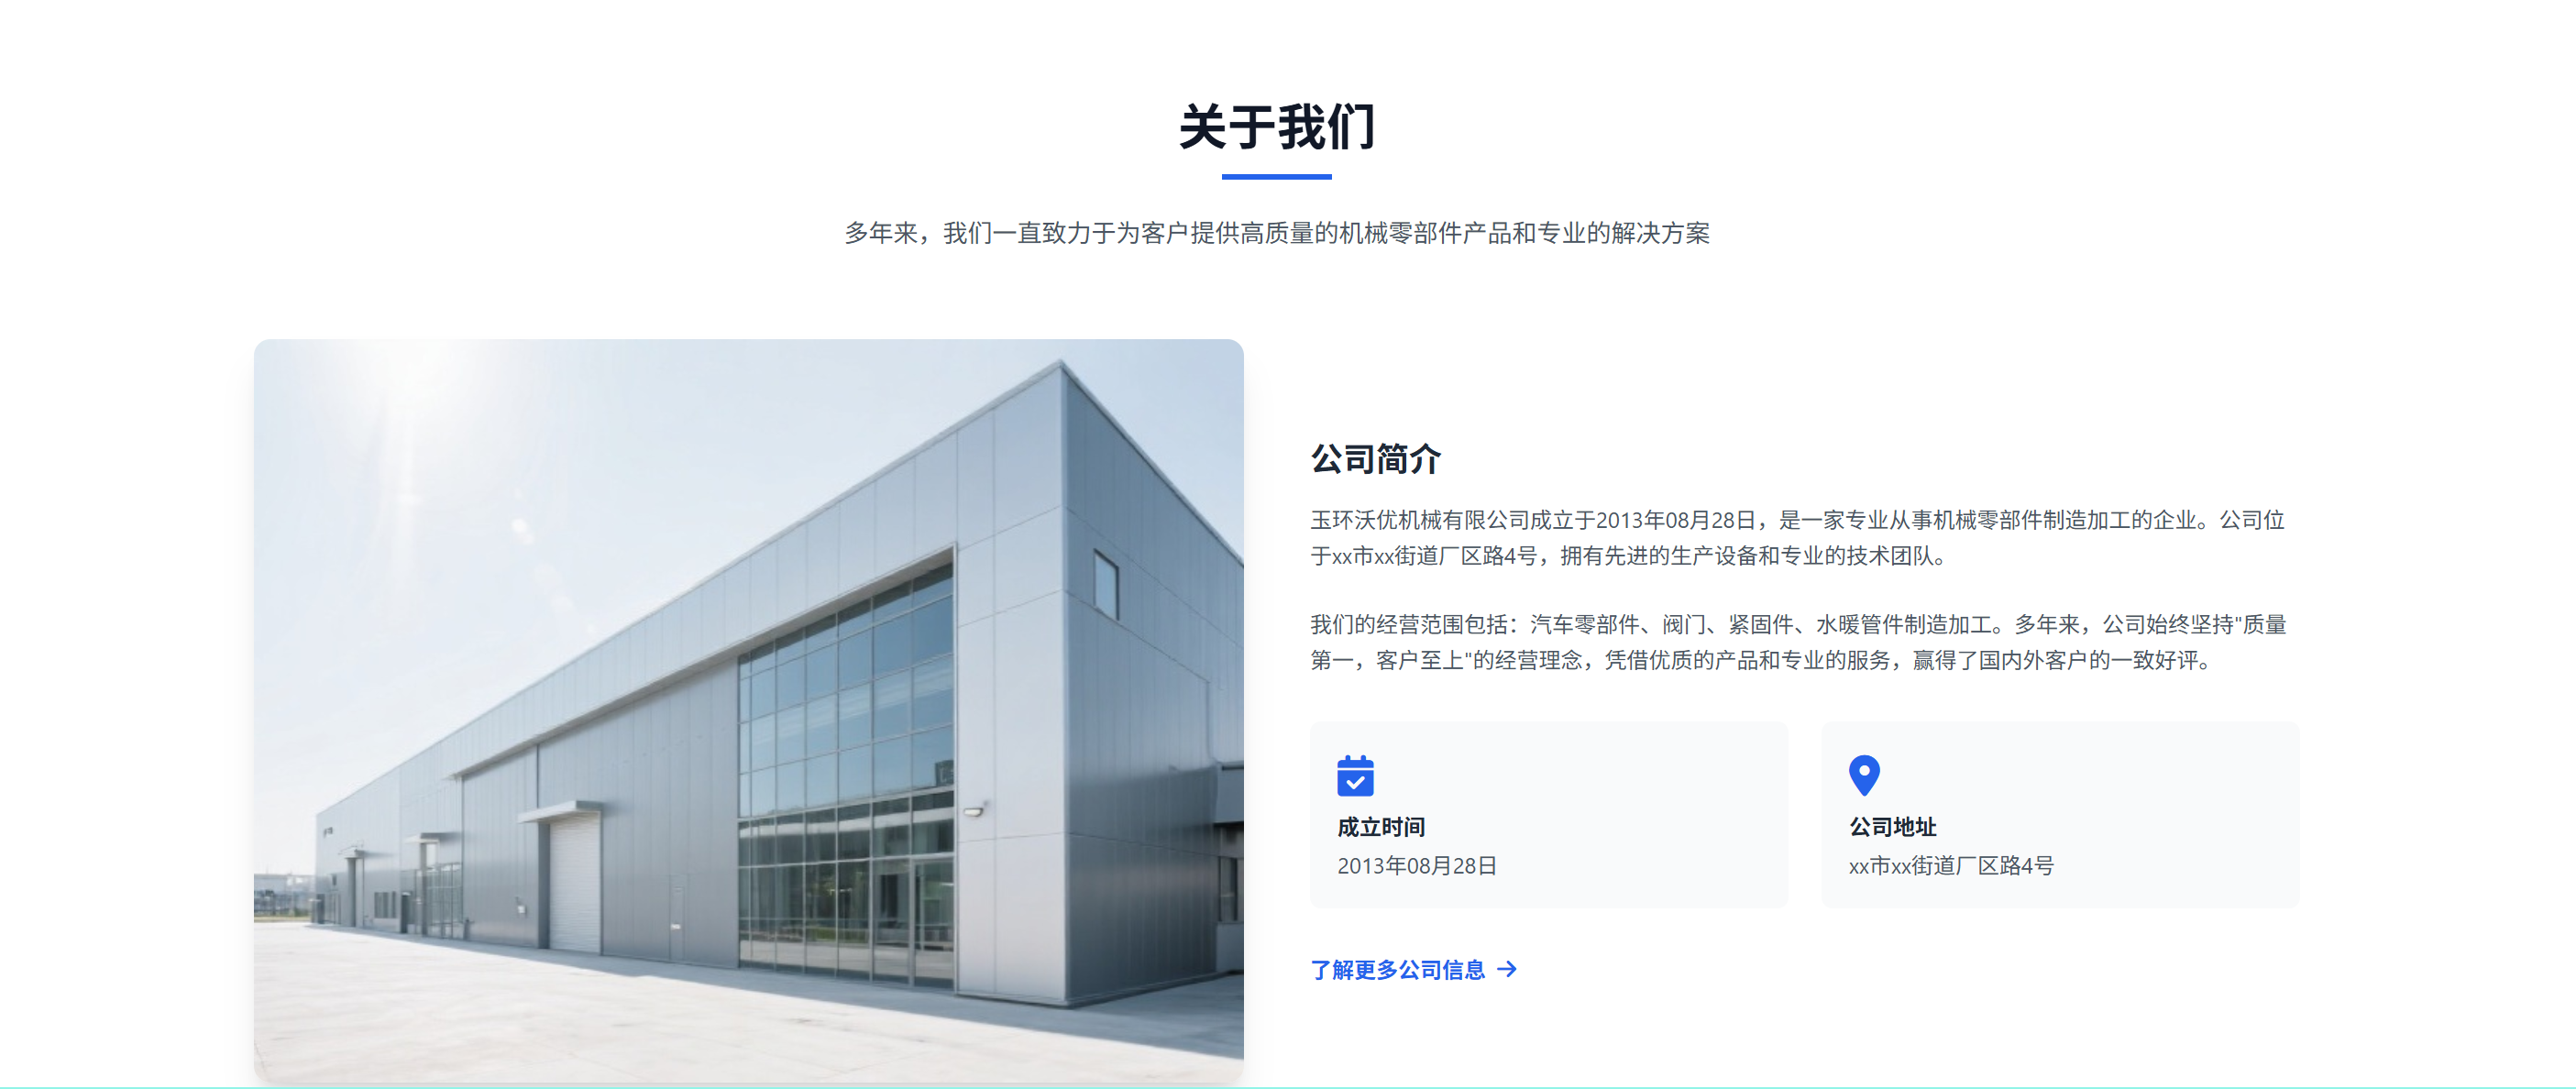 关于我们
多年来，我们一直致力于为客户提供高质量的机械零部件产品和专业的解决方案
公司简介
玉环沃优机械有限公司成立于2013年08月28日，是一家专业从事机械零部件制造加工的企业。公司位
于xx市xx街道厂区路4号，拥有先进的生产设备和专业的技术团队。
我们的经营范围包括：汽车零部件、阀门、紧固件、水暖管件制造加工。多年来，公司始终坚持"质量
第一，客户至上"的经营理念，凭借优质的产品和专业的服务，赢得了国内外客户的一致好评。
成立时间
2013年08月28日
公司地址
xx市xx街道厂区路4号
了解更多公司信息